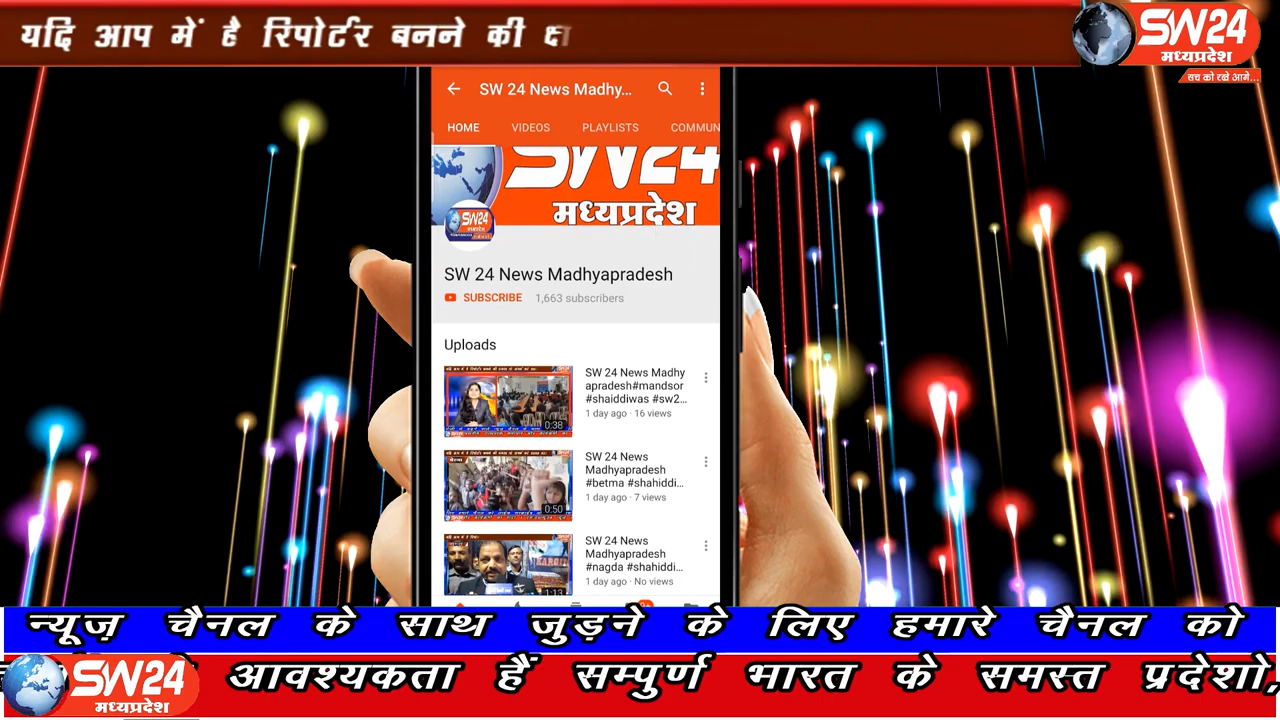 यदि आप में है रिपोर्टर बनने की क्ष
SW24
मध्यप्रदेश
सच को रखे आगे...
SW 24 News Madhy...
HOME VIDEOS PLAYLISTS COMMUN
SW24
मध्यप्रदेश
SW24
SW 24 News Madhyapradesh
SUBSCRIBE 1,663 subscribers
Uploads
SW 24 News Madhy
apradesh#mandsor
#shaiddiwas #sw2...
1 day ago · 16 views
0:38
SW 24 News
Madhyapradesh
#betma #shahiddi...
1 day ago · 7 views
0:50
SW 24 News
Madhyapradesh
#nagda #shahiddi...
1 day ago · No views
1:13
न्यूज़ चैनल के साथ जुड़ने के लिए हमारे चैनल को
आवश्यकता हैं सम्पुर्ण भारत के समस्त प्रदेशो,
SW24
मध्यप्रदेश